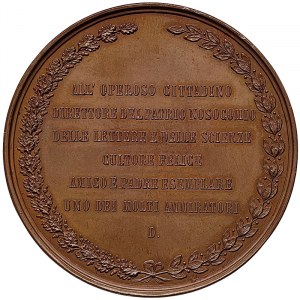 ALL' OPEROSO CITTADINO
DIRETTORE DEL PATRIO NOSOCOMIO
DELLE LETTERE E DELLE SCIENZE
CULTORE FELICE
AMICO E PADRE ESEMPLARE
UNO DEI MOLTI AMMIRATORI
D.